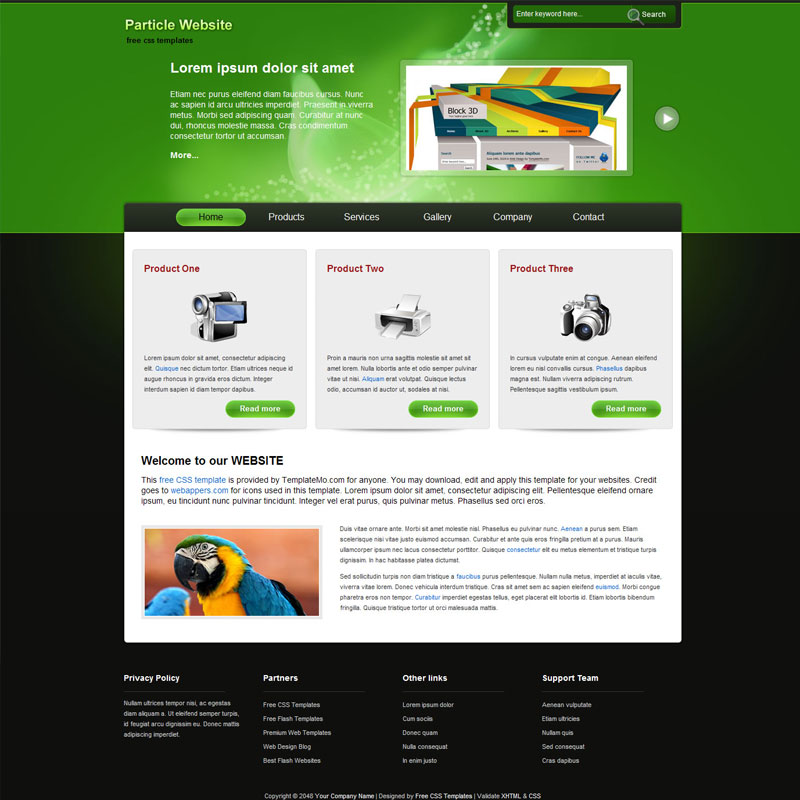 Particle Website
free css templates
Enter keyword here...
Search
Lorem ipsum dolor sit amet
Etiam nec purus eleifend diam faucibus cursus. Nunc
ac sapien id arcu ultricies imperdiet. Praesent in viverra
metus. Morbi sed adipiscing quam. Curabitur at nunc
dui, rhoncus molestie massa. Cras condimentum
consectetur tortor ut accumsan.
More...
Block 3D
Home
Products
Services
Gallery
Company
Contact
Product One
Lorem ipsum dolor sit amet, consectetur adipiscing
elit. Quisque nec dictum tortor. Etiam ultrices neque id
augue rhoncus in gravida eros dictum. Integer
interdum sapien id diam tempor dapibus.
Read more
Product Two
Proin a mauris non urna sagittis molestie sit amet sit
amet lorem. Nulla lobortis ante et odio semper pulvinar
vitae ut nisi. Aliquam erat volutpat. Quisque lectus
odio, accumsan id auctor ut, sodales at nisi.
Read more
Product Three
In cursus vulputate enim at congue. Aenean eleifend
lorem eu nisl convallis cursus. Phasellus dapibus
magna est. Nullam viverra adipiscing rutrum.
Pellentesque sagittis vestibulum ipsum.
Read more
Welcome to our WEBSITE
This free CSS template is provided by TemplateMo.com for anyone. You may download, edit and apply this template for your websites. Credit
goes to webappers.com for icons used in this template. Lorem ipsum dolor sit amet, consectetur adipiscing elit. Pellentesque eleifend ornare
ipsum, eu tincidunt nunc pulvinar tincidunt. Integer vel erat purus, quis pulvinar metus. Phasellus sed orci eros.
Duis vitae ornare ante. Morbi sit amet molestie nisl. Phasellus eu pulvinar nunc. Aenean a purus sem. Etiam
scelerisque nisi vitae justo euismod accumsan. Curabitur et ante quis eros fringilla pretium at a purus. Mauris
ullamcorper ipsum nec lacus consectetur porttitor. Quisque consectetur elit eu metus elementum et tristique turpis
dignissim. In hac habitasse platea dictumst.
Sed sollicitudin turpis non diam tristique a faucibus purus pellentesque. Nullam nulla metus, imperdiet at iaculis vitae,
viverra vitae lorem. Donec vehicula interdum tristique. Cras sit amet sem ac sapien eleifend euismod. Morbi congue
pharetra eros non tempor. Curabitur imperdiet egestas tellus, eget placerat elit lobortis id. Etiam lobortis bibendum
fringilla. Quisque tristique tortor ut orci malesuada mattis.
Privacy Policy
Nullam ultrices tempor nisi, ac egestas
diam aliquam a. Ut eleifend semper turpis,
id feugiat arcu dignissim eu. Donec mattis
adipiscing imperdiet.
Partners
Free CSS Templates
Free Flash Templates
Premium Web Templates
Web Design Blog
Best Flash Websites
Other links
Lorem ipsum dolor
Cum sociis
Donec quam
Nulla consequat
In enim justo
Support Team
Aenean vulputate
Etiam ultricies
Nullam quis
Sed consequat
Cras dapibus
Copyright © 2048 Your Company Name | Designed by Free CSS Templates | Validate XHTML & CSS